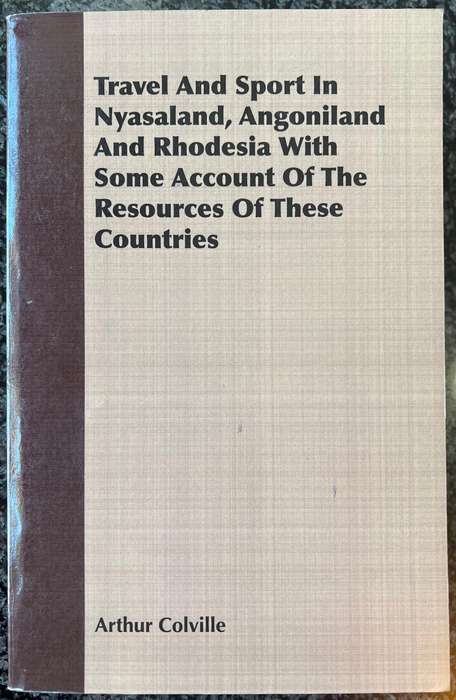 Travel And Sport In
Nyasaland, Angoniland
And Rhodesia With
Some Account Of The
Resources Of These
Countries
Arthur Colville